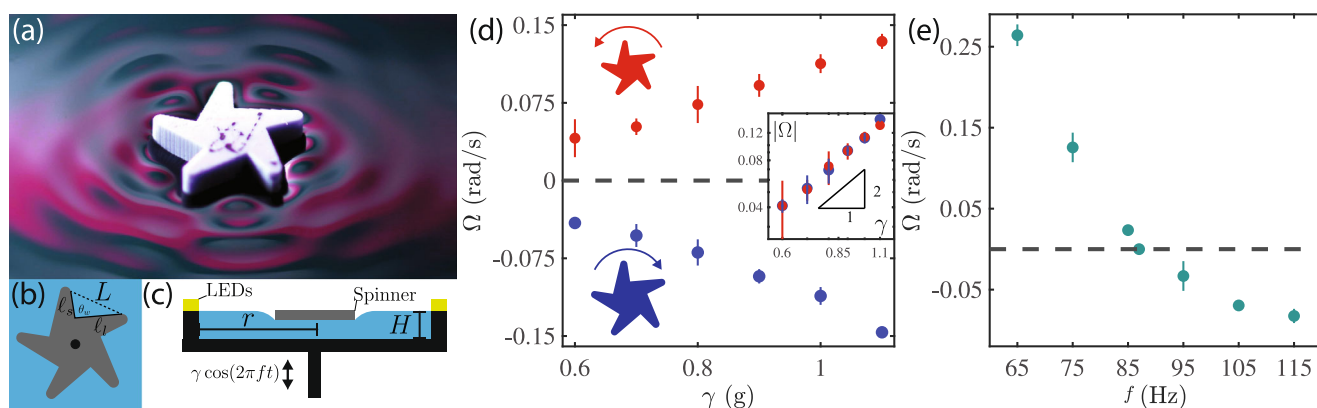 (a)
(b)
L
ℓs
θw
ℓl
(c)
LEDs
Spinner
r
H
γ cos(2πft)
(d)
Ω (rad/s)
0.15
0.075
0
-0.075
-0.15
0.6
0.8
1
γ (g)
|Ω|
0.12
0.08
0.04
2
1
γ
0.6
0.85
1.1
(e)
Ω (rad/s)
0.25
0.15
0.05
-0.05
65
75
85
95
105
115
f (Hz)